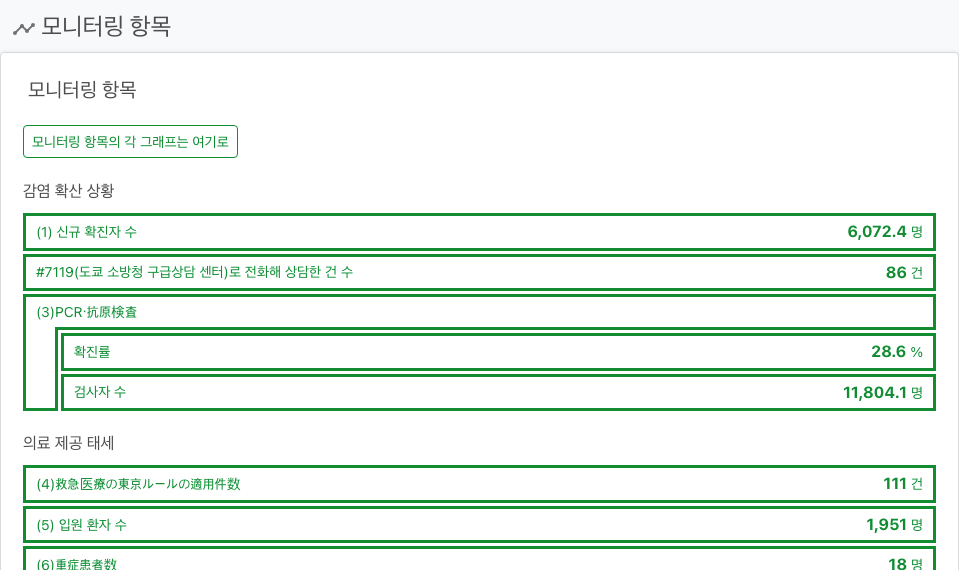 모니터링 항목
모니터링 항목
모니터링 항목의 각 그래프는 여기로
감염 확산 상황
(1) 신규 확진자 수 6,072.4 명
#7119(도쿄 소방청 구급상담 센터)로 전화해 상담한 건 수 86 건
(3)PCR·抗原検査
확진률 28.6 %
검사자 수 11,804.1 명
의료 제공 태세
(4)救急医療の東京ルールの適用件数 111 건
(5) 입원 환자 수 1,951 명
(6)重症患者数 18 명